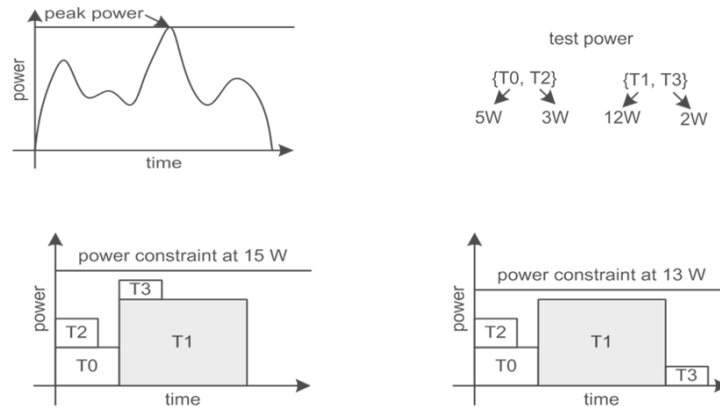 peak power
power
time
test power
{T0, T2} {T1, T3}
5W 3W 12W 2W
power constraint at 15 W
power
T3
T2
T1
T0
time
power constraint at 13 W
power
T2
T1
T0
T3
time